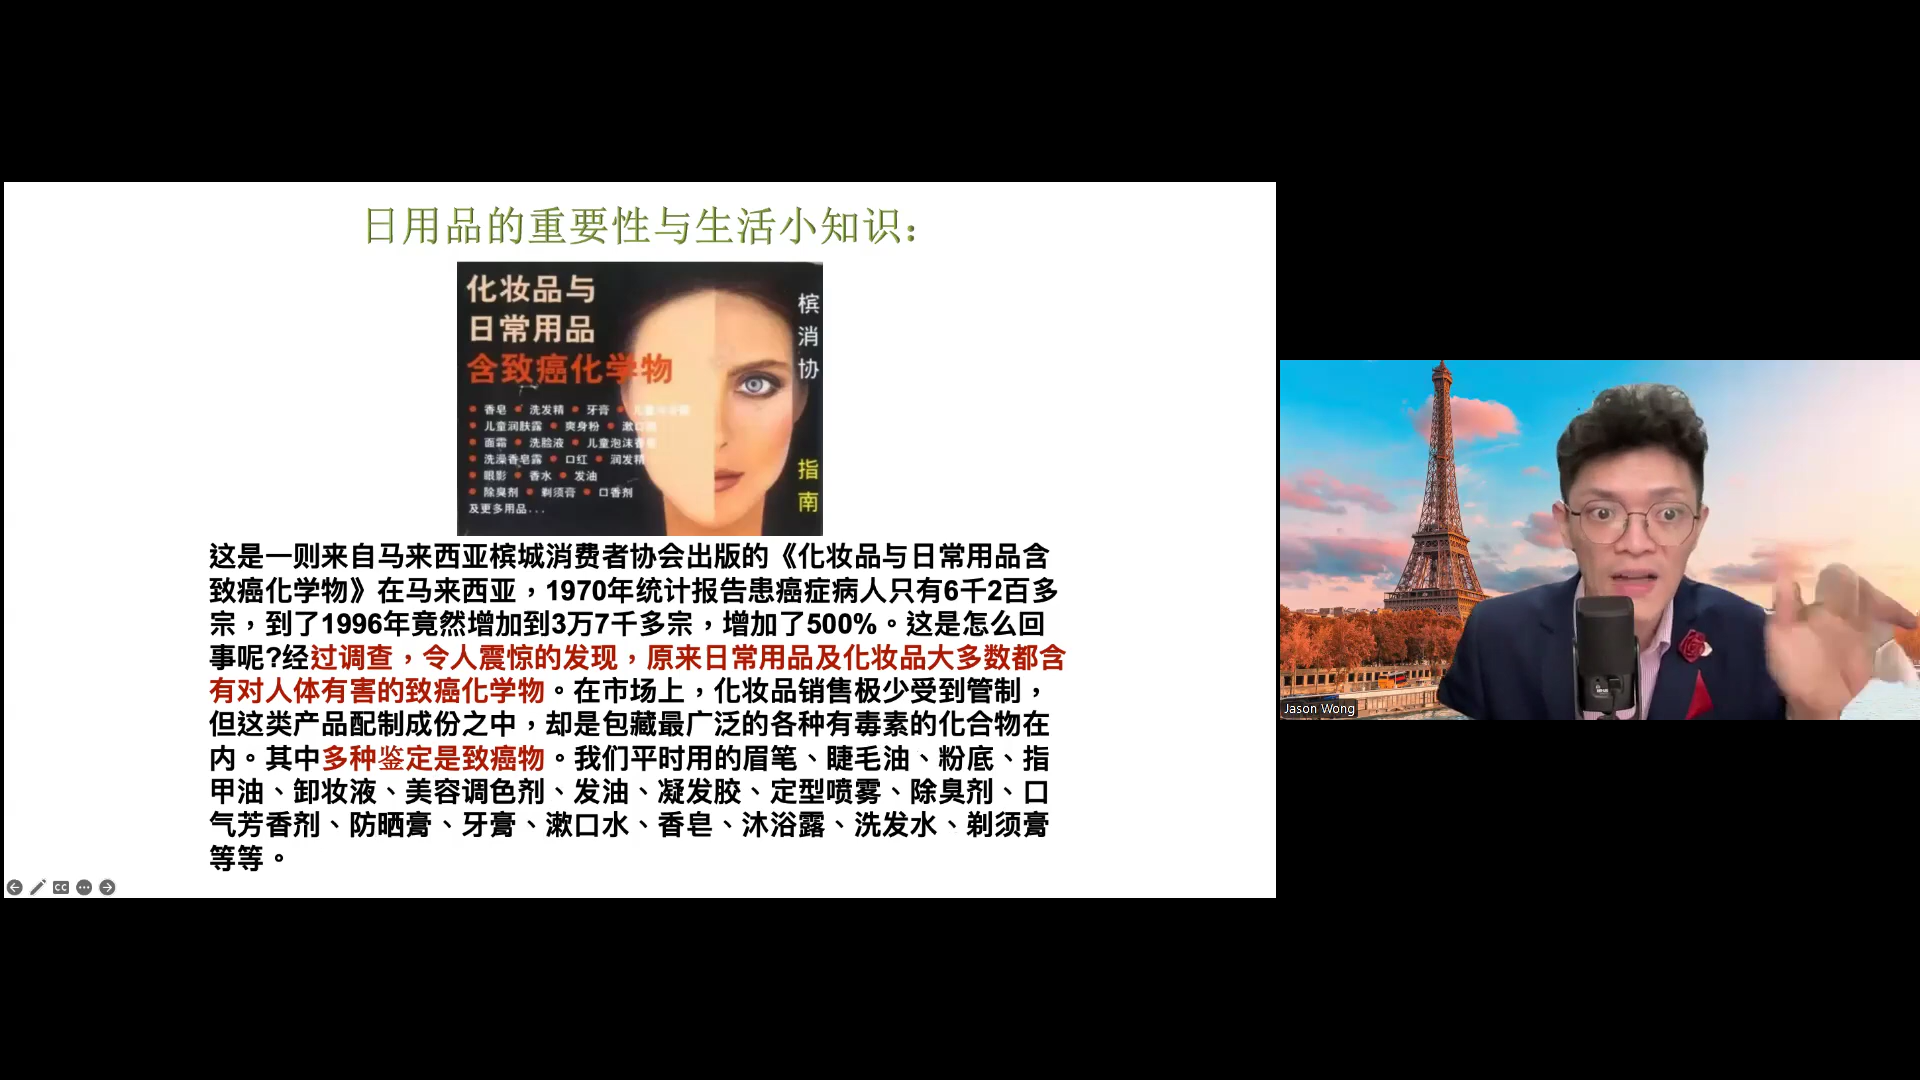 日用品的重要性与生活小知识：
化妆品与
日常用品
含致癌化学物
槟消协
指南
• 香皂 • 洗发精 • 牙膏
• 儿童润肤露 • 爽身粉
• 面霜 • 洗脸液 • 儿童泡沫
• 洗澡香皂露 • 口红 • 润发精
• 眼影 • 香水 • 发油
• 除臭剂 • 剃须膏 • 口香剂
及更多用品...
这是一则来自马来西亚槟城消费者协会出版的《化妆品与日常用品含
致癌化学物》在马来西亚，1970年统计报告患癌症病人只有6千2百多
宗，到了1996年竟然增加到3万7千多宗，增加了500%。这是怎么回
事呢?经过调查，令人震惊的发现，原来日常用品及化妆品大多数都含
有对人体有害的致癌化学物。在市场上，化妆品销售极少受到管制，
但这类产品配制成份之中，却是包藏最广泛的各种有毒素的化合物在
内。其中多种鉴定是致癌物。我们平时用的眉笔、睫毛油、粉底、指
甲油、卸妆液、美容调色剂、发油、凝发胶、定型喷雾、除臭剂、口
气芳香剂、防晒膏、牙膏、漱口水、香皂、沐浴露、洗发水、剃须膏
等等。
CC
Jason Wong